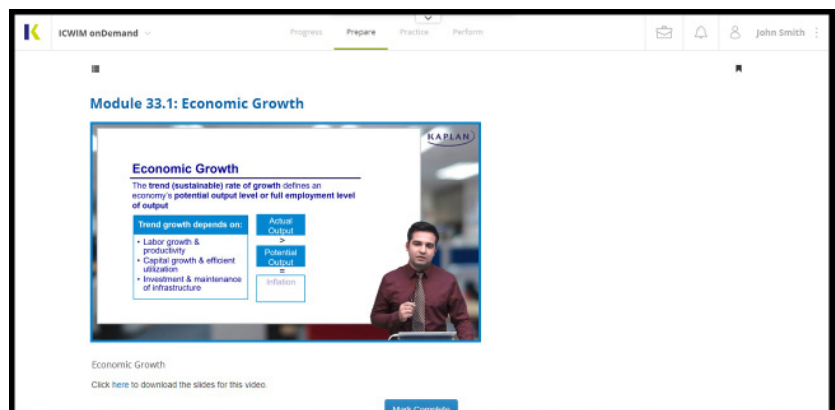 ICWIM onDemand
Progress
Prepare
Practice
Perform
John Smith
Module 33.1: Economic Growth
KAPLAN
Economic Growth
The trend (sustainable) rate of growth defines an
economy's potential output level or full employment level
of output
Trend growth depends on:
• Labor growth &
productivity
• Capital growth & efficient
utilization
• Investment & maintenance
of infrastructure
Actual
Output
>
Potential
Output
=
Inflation
Economic Growth
Click here to download the slides for this video.
Mark Complete